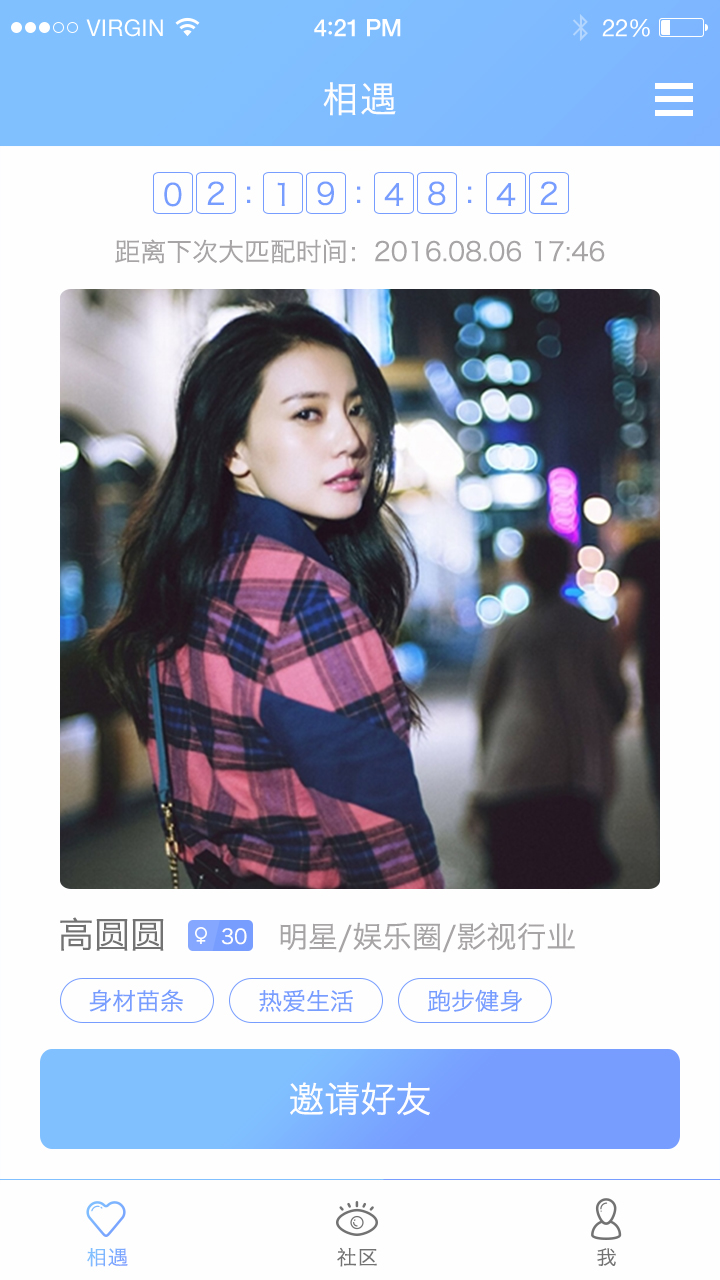 VIRGIN 4:21 PM 22%
相遇
02:19:48:42
距离下次大匹配时间：2016.08.06 17:46
高圆圆 ♀ 30 明星/娱乐圈/影视行业
身材苗条 热爱生活 跑步健身
邀请好友
相遇 社区 我